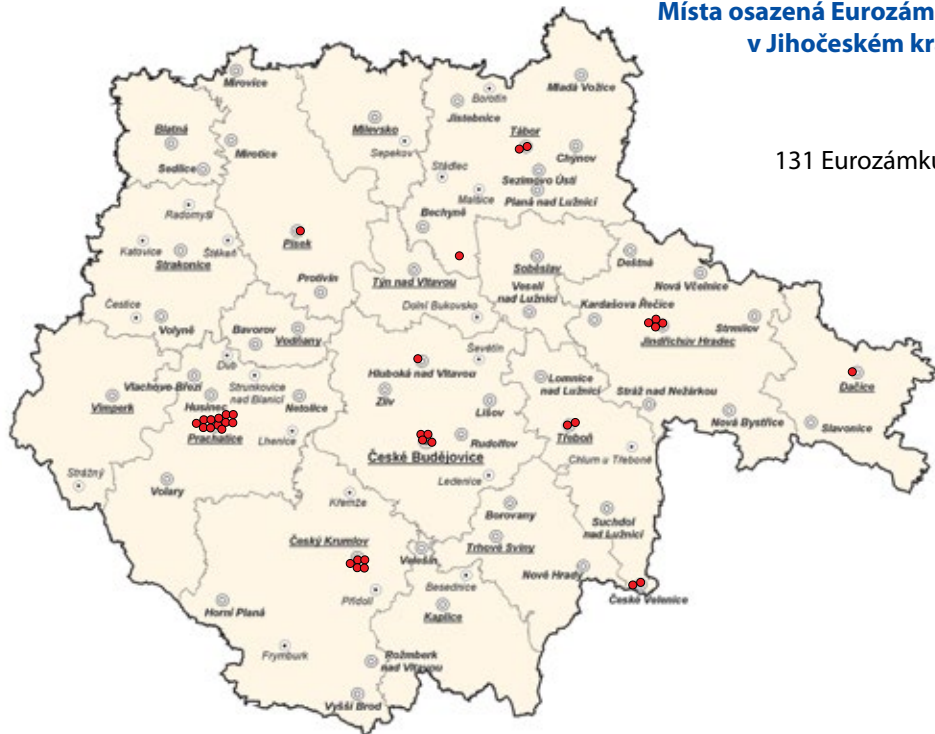 Místa osazená Eurozám
v Jihočeském kr
131 Eurozámků
Mirovice
Mladá Vožice
Borotín
Jistebnice
Blatná
Milevsko
Tábor
Mirotice
Sepekov
Chýnov
Sedlice
Stádlec
Sezimovo Ústí
Malšice
Planá nad Lužnicí
Radomyšl
Bechyně
Katovice
Štěkeň
Písek
Strakonice
Soběslav
Deštná
Protivín
Týn nad Vltavou
Veselí
nad Lužnicí
Nová Včelnice
Čestice
Dolní Bukovsko
Kardašova Řečice
Volyně
Bavorov
Vodňany
Strmilov
Jindřichův Hradec
Dub
Ševětín
Hluboká nad Vltavou
Vlachovo Březí
Strunkovice
nad Blanicí
Lomnice
nad Lužnicí
Dačice
Vimperk
Husinec
Netolice
Zliv
Lišov
Stráž nad Nežárkou
Nová Bystřice
Slavonice
Prachatice
Lhenice
Rudolfov
Třeboň
České Budějovice
Chlum u Třeboně
Strážný
Ledenice
Volary
Křemže
Borovany
Suchdol
nad Lužnicí
Český Krumlov
Velešín
Trhové Sviny
Nové Hrady
Besednice
České Velenice
Přídolí
Horní Planá
Kaplice
Frymburk
Rožmberk
nad Vltavou
Vyšší Brod